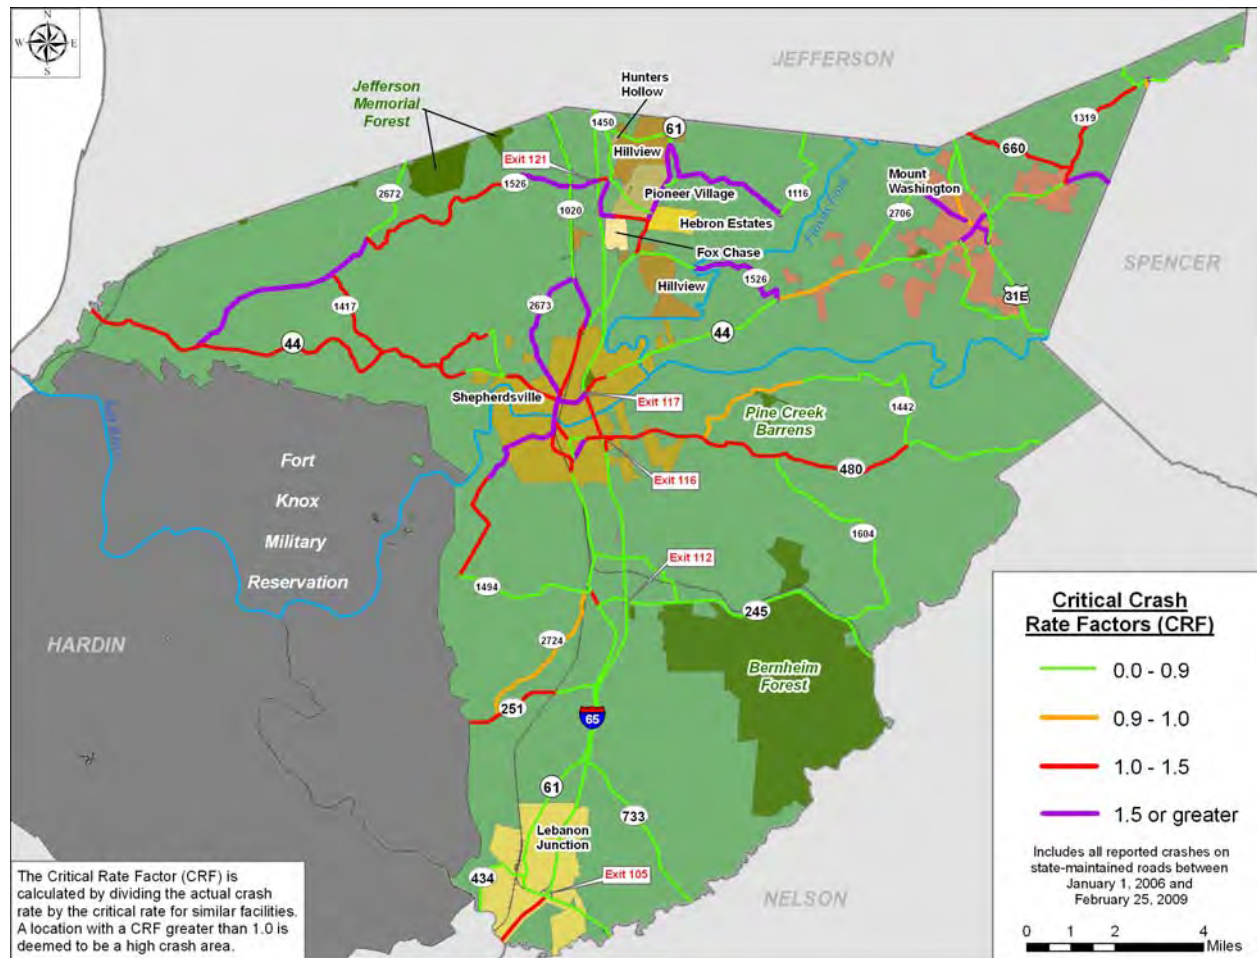 N
W
E
S
JEFFERSON
Jefferson
Memorial
Forest
Hunters
Hollow
1450
61
Hillview
Exit 121
660
1319
2672
1526
1020
Pioneer Village
1116
Mount
Washington
2706
Hebron Estates
Fox Chase
SPENCER
Hillview
1526
31E
1417
2673
44
44
Shepherdsville
Exit 117
Pine Creek
Barrens
1442
480
Exit 116
Fort
Knox
Military
Reservation
1604
Exit 112
1494
245
HARDIN
2724
Bernheim
Forest
251
65
61
733
Lebanon
Junction
434
Exit 105
NELSON
Critical Crash
Rate Factors (CRF)
0.0 - 0.9
0.9 - 1.0
1.0 - 1.5
1.5 or greater
Includes all reported crashes on
state-maintained roads between
January 1, 2006 and
February 25, 2009
0 1 2 4
Miles
The Critical Rate Factor (CRF) is
calculated by dividing the actual crash
rate by the critical rate for similar facilities.
A location with a CRF greater than 1.0 is
deemed to be a high crash area.